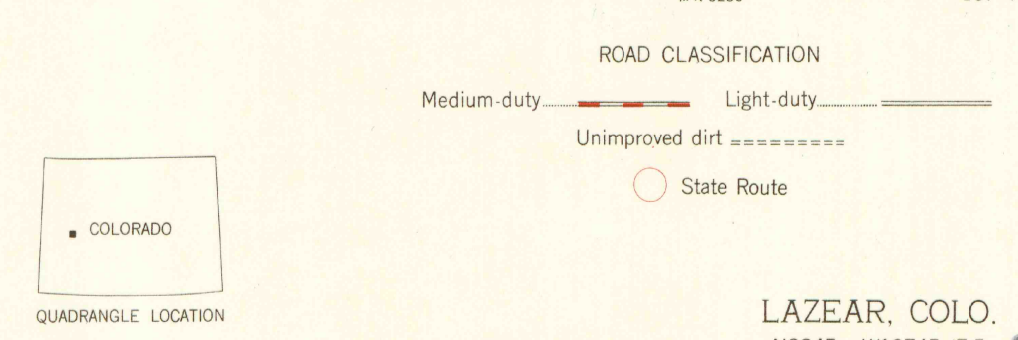 ROAD CLASSIFICATION
Medium-duty Light-duty
Unimproved dirt
State Route
COLORADO
QUADRANGLE LOCATION
LAZEAR, COLO.